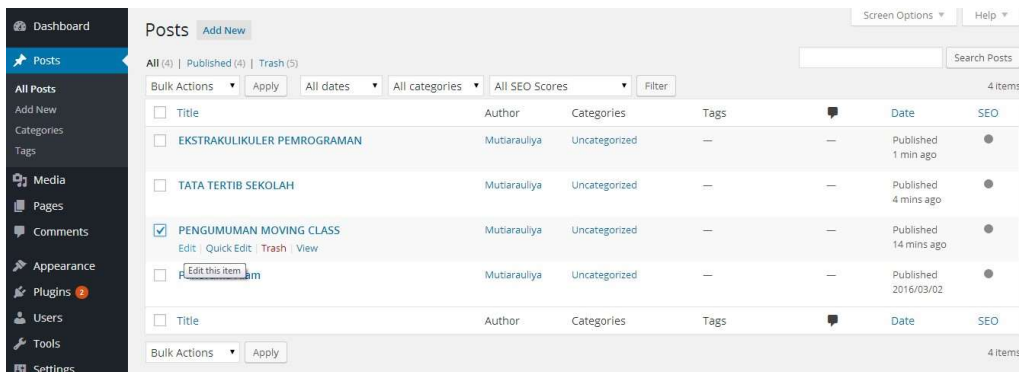 Screen Options ▼ Help ▼
Dashboard
Posts Add New
Posts
All (4) | Published (4) | Trash (5)
Search Posts
All Posts
Bulk Actions ▼ Apply All dates ▼ All categories ▼ All SEO Scores ▼ Filter 4 items
Add New
Title Author Categories Tags Date SEO
Categories
EKSTRAKULIKULER PEMROGRAMAN Mutiarauliya Uncategorized — — Published
1 min ago
Tags
Media
TATA TERTIB SEKOLAH Mutiarauliya Uncategorized — — Published
4 mins ago
Pages
Comments
PENGUMUMAN MOVING CLASS Mutiarauliya Uncategorized — — Published
14 mins ago
Edit | Quick Edit | Trash | View
Appearance
Edit this item
Mutiarauliya Uncategorized — — Published
2016/03/02
Plugins 2
Users
Title Author Categories Tags Date SEO
Tools
Bulk Actions ▼ Apply 4 items
Settings